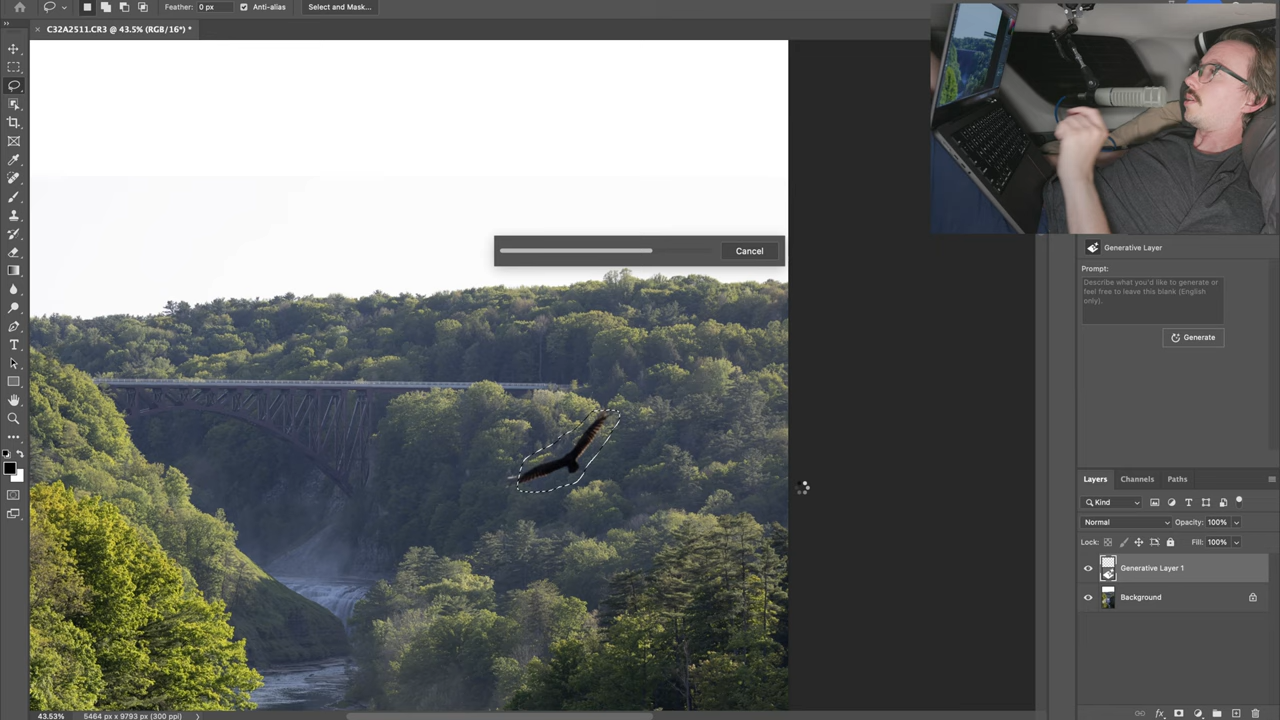 Feather: 0 px Anti-alias Select and Mask...
C32A2511.CR3 @ 43.5% (RGB/16*) *
Cancel
Generative Layer
Prompt:
Describe what you'd like to generate or
feel free to leave this blank (English
only).
Generate
Layers Channels Paths
Kind
Normal Opacity: 100%
Lock: Fill: 100%
Generative Layer 1
Background
43.53% 5464 px x 9793 px (300 ppi)